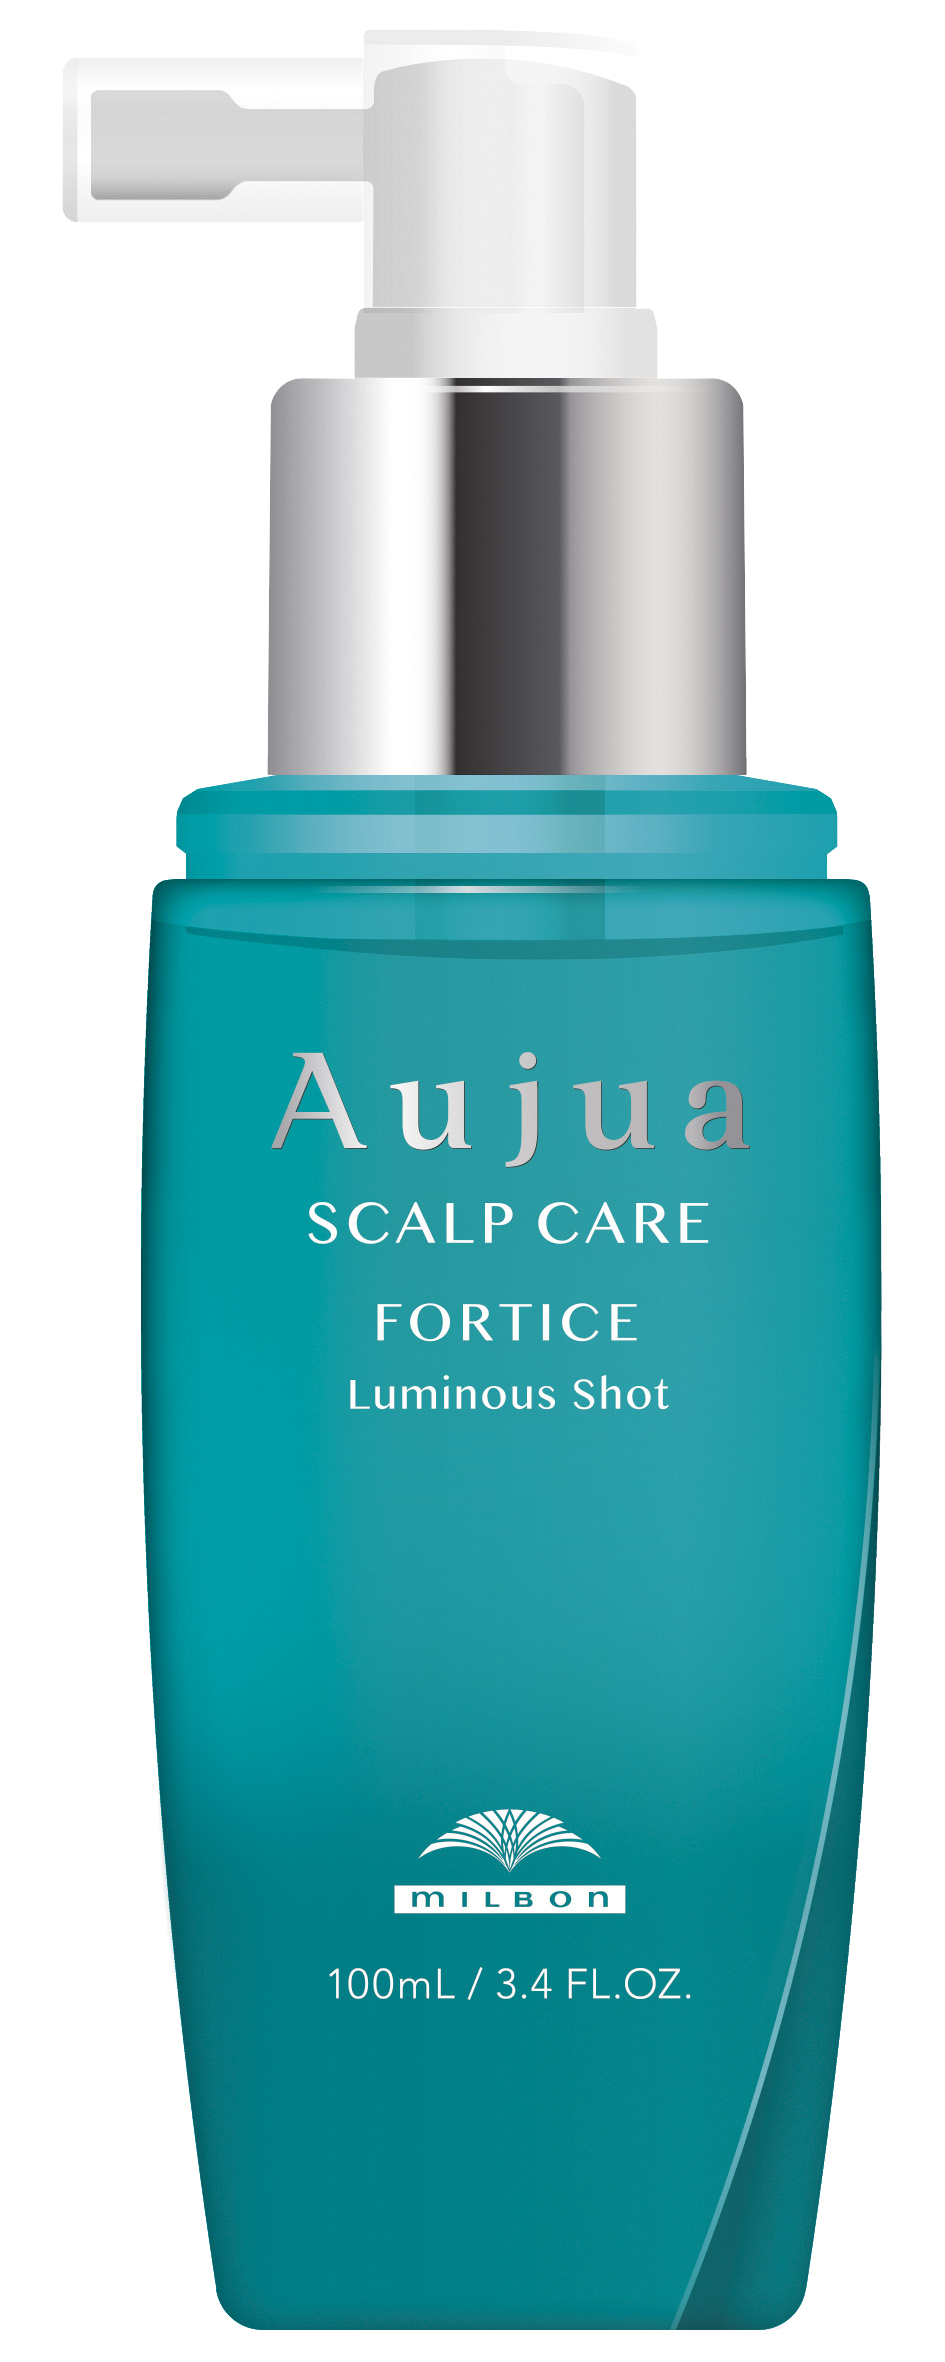 Aujua
SCALP CARE
FORTICE
Luminous Shot
mILBOn
100mL / 3.4 FL.OZ.